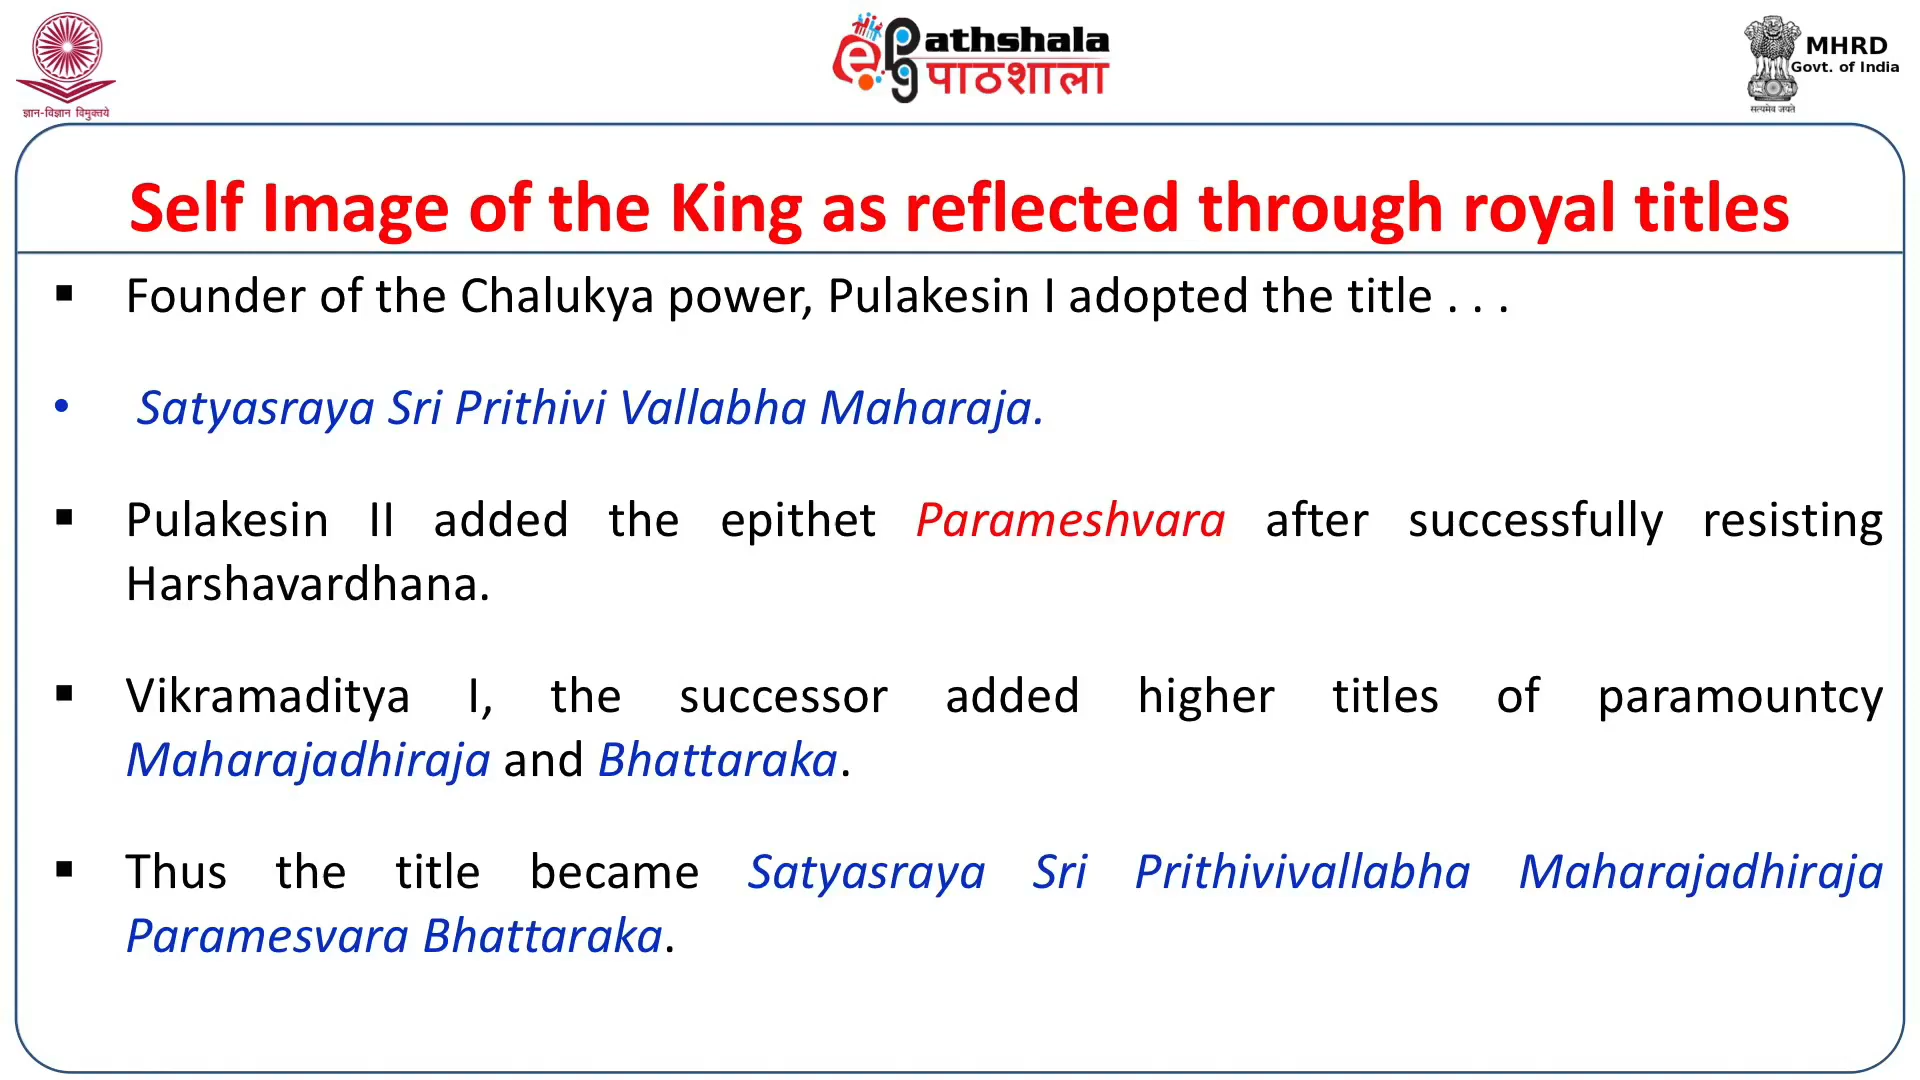 ज्ञान-विज्ञान विमुक्तये
e
pg
athshala
पाठशाला
MHRD
Govt. of India
सत्यमेव जयते
Self Image of the King as reflected through royal titles
▪ Founder of the Chalukya power, Pulakesin I adopted the title . . .
• Satyasraya Sri Prithivi Vallabha Maharaja.
▪ Pulakesin II added the epithet Parameshvara after successfully resisting
Harshavardhana.
▪ Vikramaditya I, the successor added higher titles of paramountcy
Maharajadhiraja and Bhattaraka.
▪ Thus the title became Satyasraya Sri Prithivivallabha Maharajadhiraja
Paramesvara Bhattaraka.